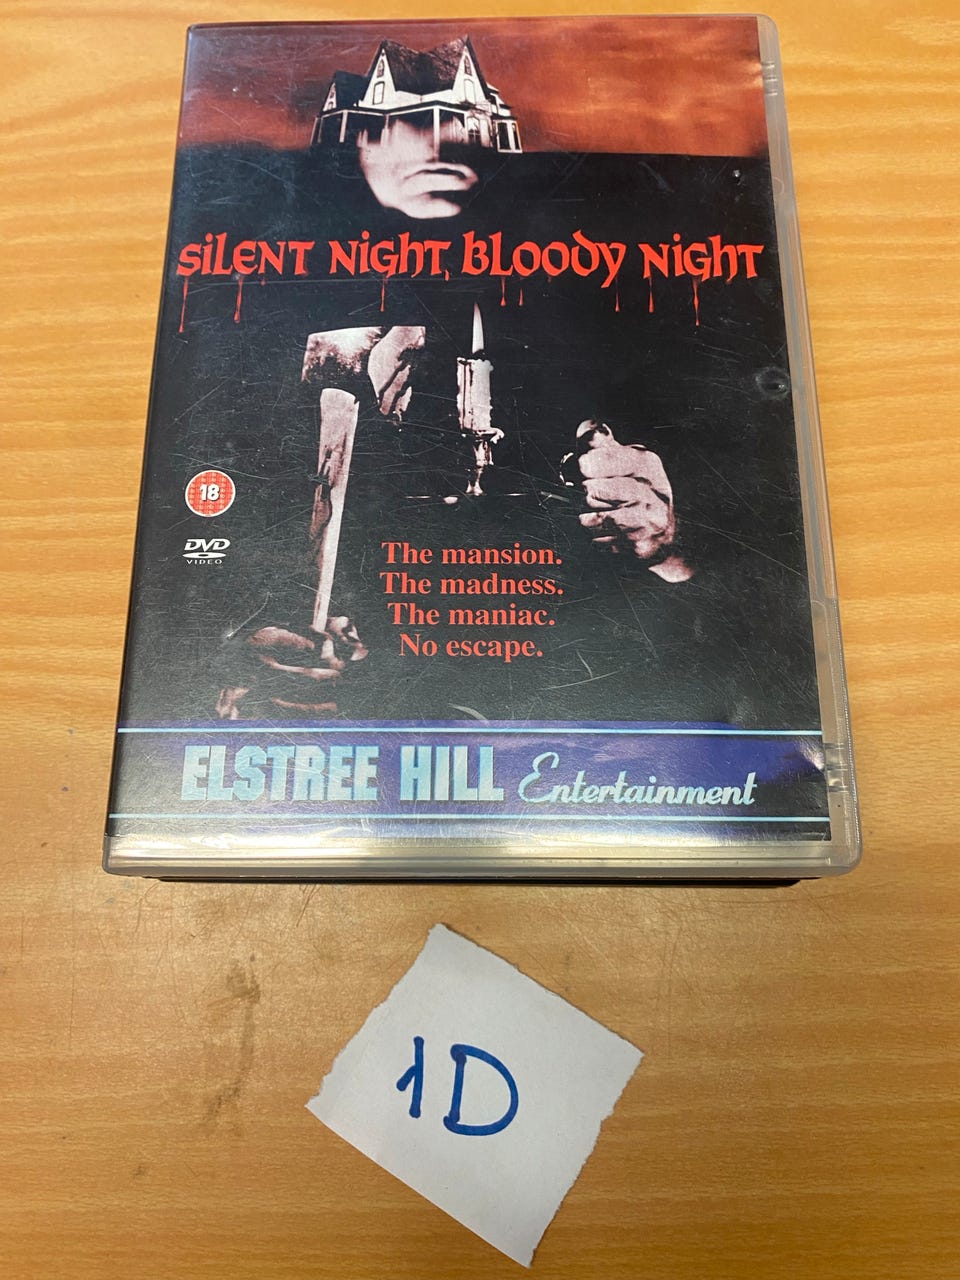 SiLENT NiGhT, BLOODy NiGhT
18
DVD
VIDEO
The mansion.
The madness.
The maniac.
No escape.
ELSTREE HILL Entertainment
1D